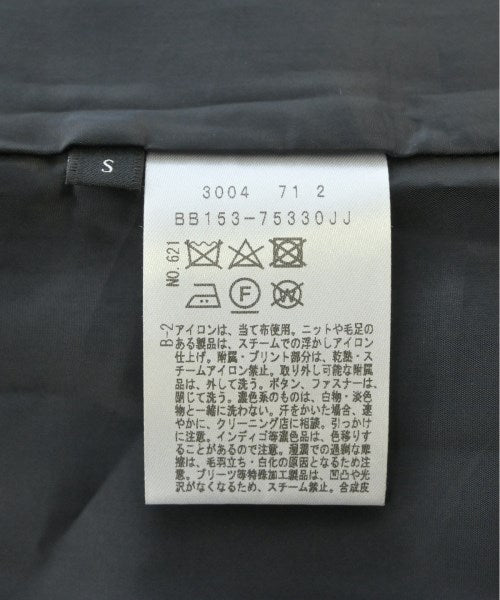 S
3004 71 2
BB153-75330JJ
NO.621
F
W
B-2
アイロンは、当て布使用。ニットや毛足の
ある製品は、スチームでの浮かしアイロン
仕上げ。附属・プリント部分は、乾熱・ス
チームアイロン禁止。取り外し可能な附属
品は、外して洗う。ボタン、ファスナーは、
閉じて洗う。濃色系のものは、白物・淡色
物と一緒に洗わない。汗をかいた場合、速
やかに、クリーニング店に相談。引っかけ
に注意。インディゴ等濃色品は、色移りす
ることがあるので注意。湿潤での過剰な摩
擦は、毛羽立ち・白化の原因となるため注
意。プリーツ等特殊加工製品は、凹凸や光
沢がなくなるため、スチーム禁止。合成皮